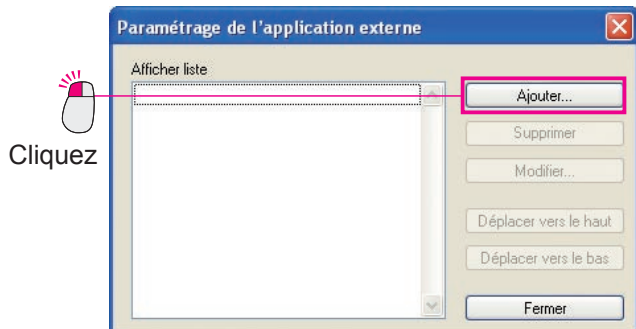 Paramétrage de l'application externe
Afficher liste
Ajouter...
Cliquez
Supprimer
Modifier...
Déplacer vers le haut
Déplacer vers le bas
Fermer